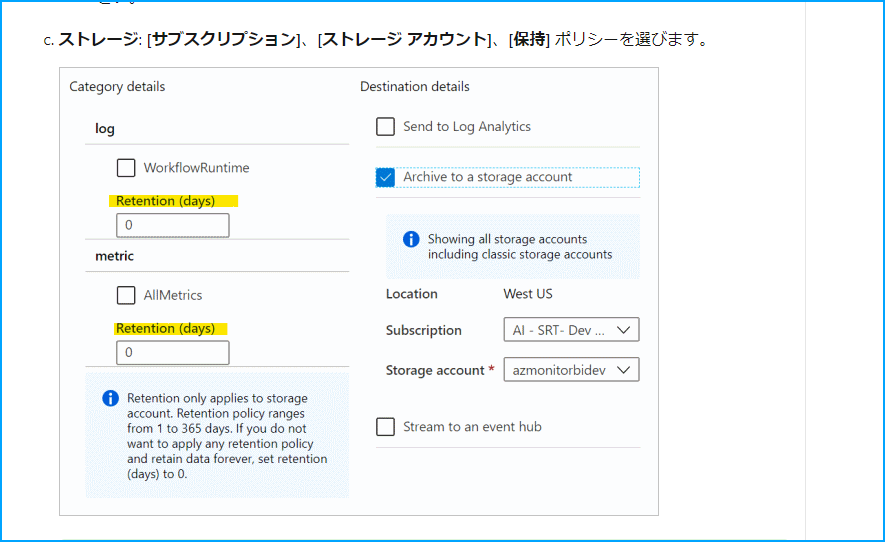 c. ストレージ: [サブスクリプション]、[ストレージ アカウント]、[保持] ポリシーを選びます。
Category details
log
WorkflowRuntime
Retention (days)
0
metric
AllMetrics
Retention (days)
0
Retention only applies to storage
account. Retention policy ranges
from 1 to 365 days. If you do not
want to apply any retention policy
and retain data forever, set retention
(days) to 0.
Destination details
Send to Log Analytics
Archive to a storage account
Showing all storage accounts
including classic storage accounts
Location West US
Subscription AI - SRT- Dev ...
Storage account * azmonitorbidev
Stream to an event hub